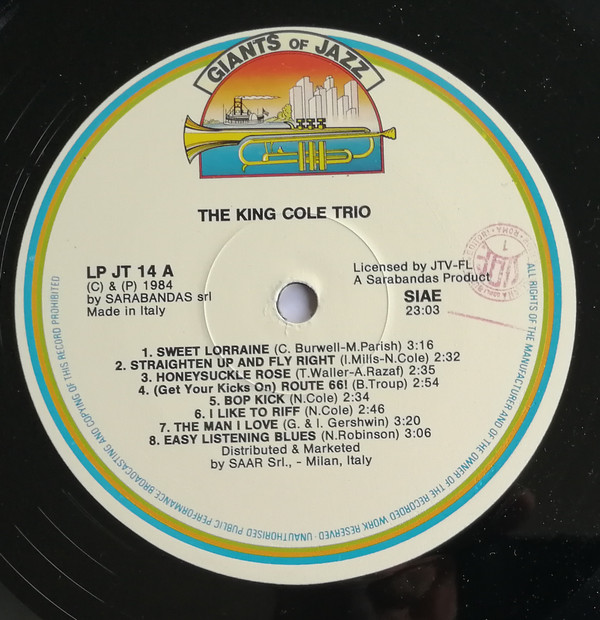 GIANTS OF JAZZ
THE KING COLE TRIO
LP JT 14 A
(C) & (P) 1984
by SARABANDAS srl
Made in Italy
Licensed by JTV-FL
A Sarabandas Product
SIAE
23:03
1. SWEET LORRAINE (C. Burwell-M.Parish) 3:16
2. STRAIGHTEN UP AND FLY RIGHT (I.Mills-N.Cole) 2:32
3. HONEYSUCKLE ROSE (T.Waller-A.Razaf) 2:35
4. (Get Your Kicks On) ROUTE 66! (B.Troup) 2:54
5. BOP KICK (N.Cole) 2:34
6. I LIKE TO RIFF (N.Cole) 2:46
7. THE MAN I LOVE (G. & I. Gershwin) 3:20
8. EASY LISTENING BLUES (N.Robinson) 3:06
Distributed & Marketed
by SAAR Srl., - Milan, Italy
ALL RIGHTS OF THE MANUFACTURER AND OF THE OWNER OF THE RECORDED WORK RESERVED - UNAUTHORISED PUBLIC PERFORMANCE BROADCASTING AND COPYING OF THIS RECORD PROHIBITED